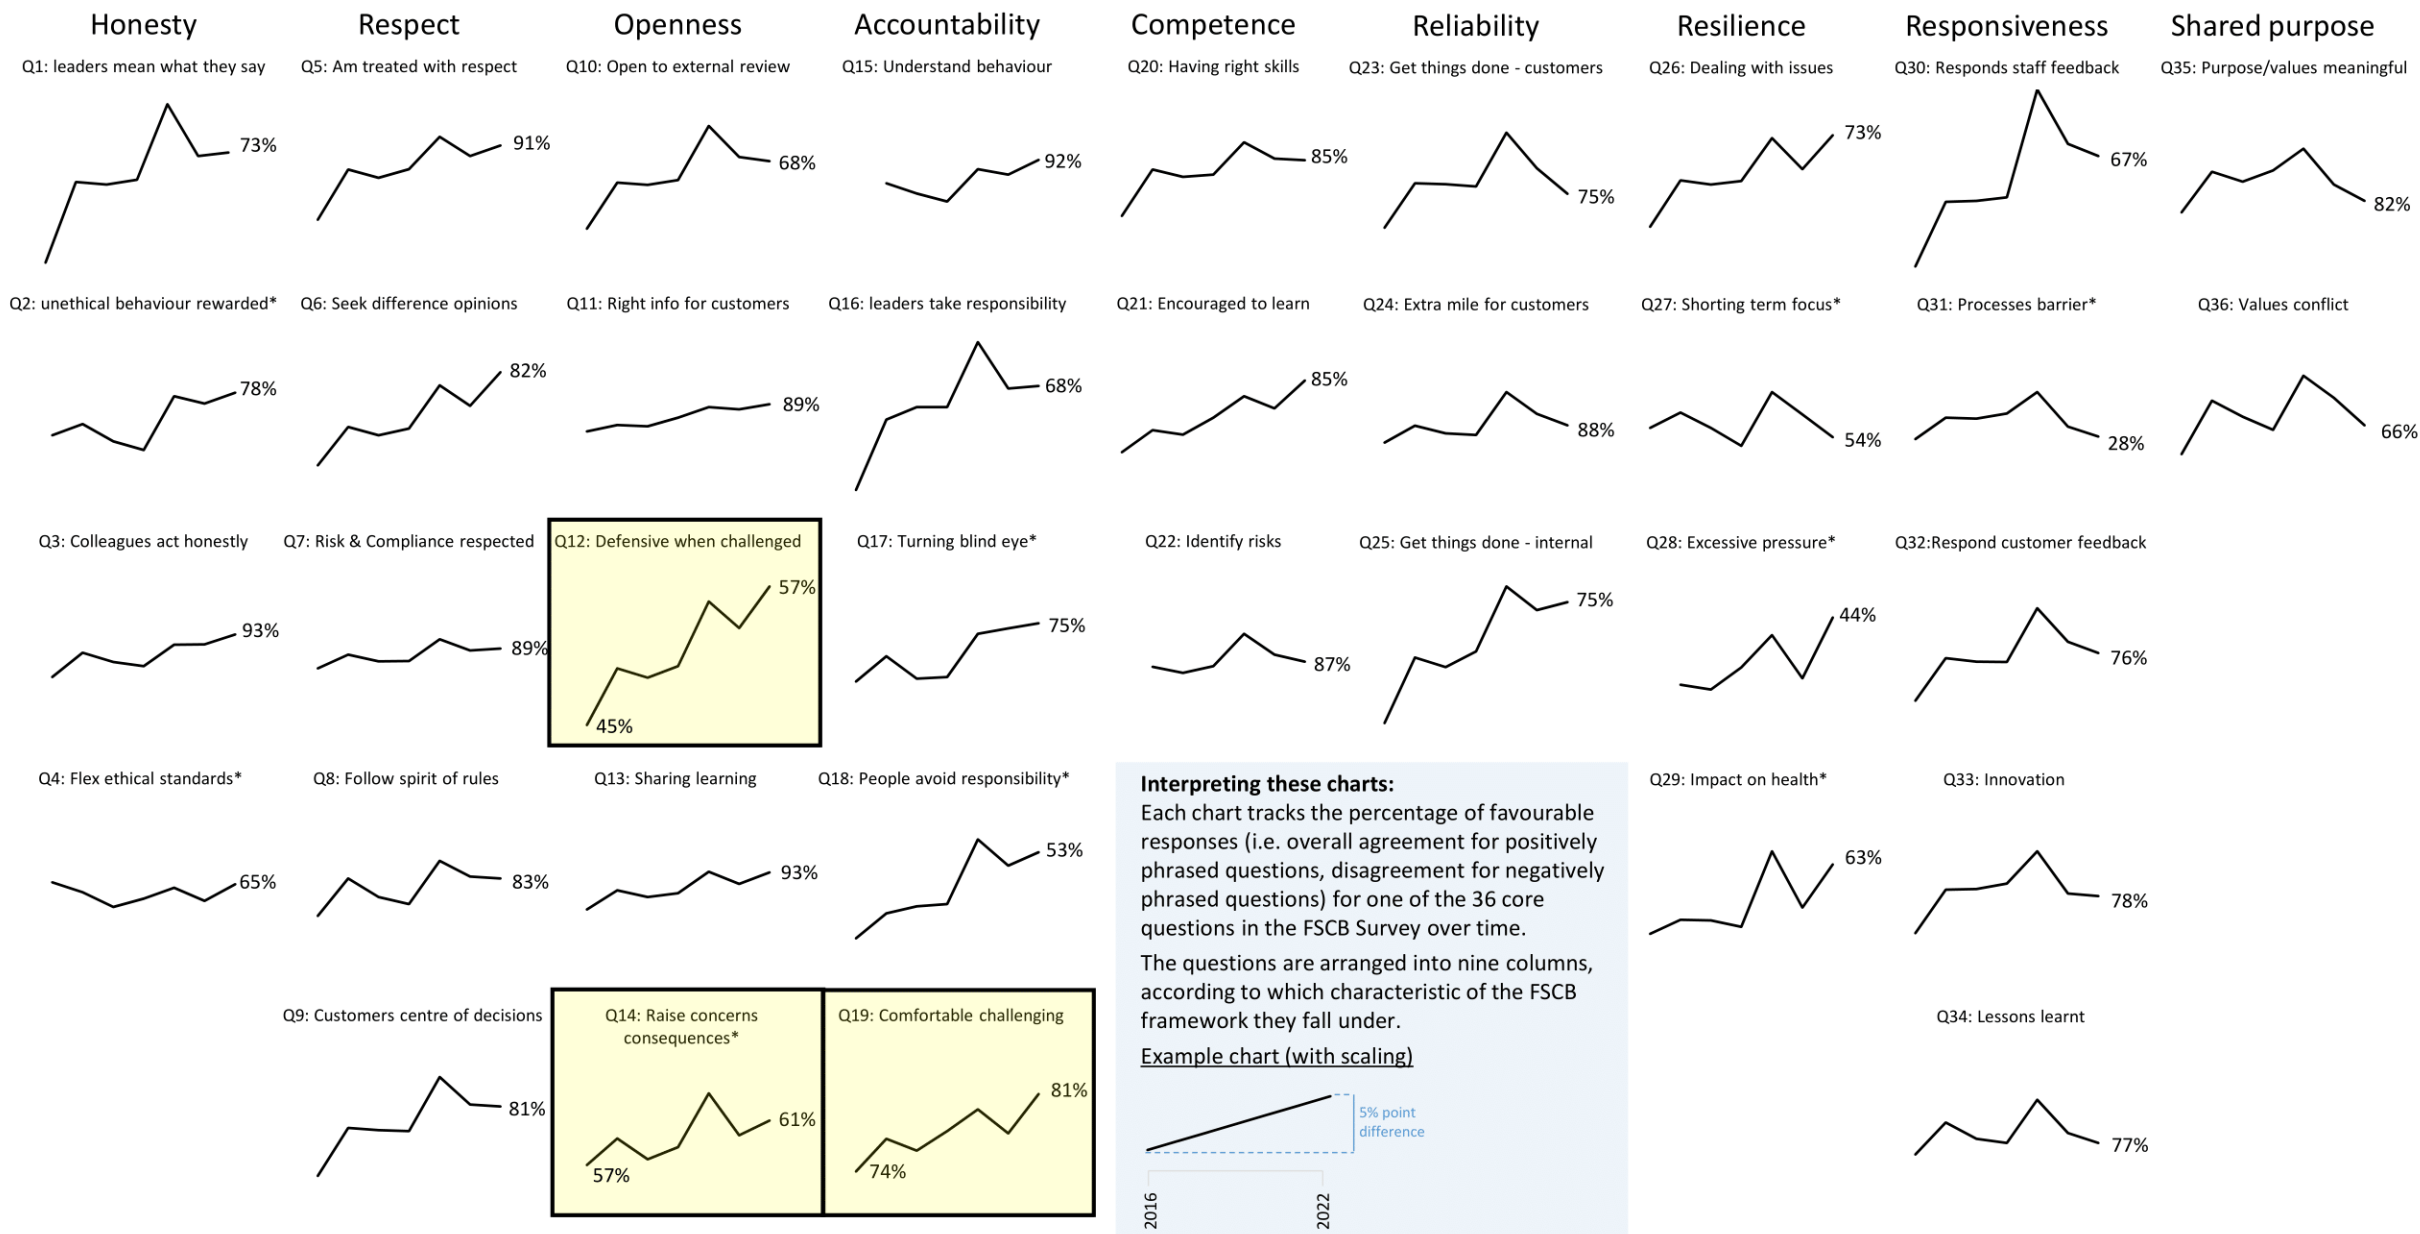 Honesty
Respect
Openness
Accountability
Competence
Reliability
Resilience
Responsiveness
Shared purpose
Q1: leaders mean what they say
Q5: Am treated with respect
Q10: Open to external review
Q15: Understand behaviour
Q20: Having right skills
Q23: Get things done - customers
Q26: Dealing with issues
Q30: Responds staff feedback
Q35: Purpose/values meaningful
73%
91%
68%
92%
85%
75%
73%
67%
82%
Q2: unethical behaviour rewarded*
Q6: Seek difference opinions
Q11: Right info for customers
Q16: leaders take responsibility
Q21: Encouraged to learn
Q24: Extra mile for customers
Q27: Shorting term focus*
Q31: Processes barrier*
Q36: Values conflict
78%
82%
89%
68%
85%
88%
54%
28%
66%
Q3: Colleagues act honestly
Q7: Risk & Compliance respected
Q12: Defensive when challenged
Q17: Turning blind eye*
Q22: Identify risks
Q25: Get things done - internal
Q28: Excessive pressure*
Q32:Respond customer feedback
93%
89%
57%
45%
75%
87%
75%
44%
76%
Q4: Flex ethical standards*
Q8: Follow spirit of rules
Q13: Sharing learning
Q18: People avoid responsibility*
Q29: Impact on health*
Q33: Innovation
65%
83%
93%
53%
63%
78%
Q9: Customers centre of decisions
Q14: Raise concerns
consequences*
Q19: Comfortable challenging
Q34: Lessons learnt
81%
61%
57%
81%
74%
77%
Interpreting these charts:
Each chart tracks the percentage of favourable
responses (i.e. overall agreement for positively
phrased questions, disagreement for negatively
phrased questions) for one of the 36 core
questions in the FSCB Survey over time.
The questions are arranged into nine columns,
according to which characteristic of the FSCB
framework they fall under.
Example chart (with scaling)
5% point
difference
2016
2022